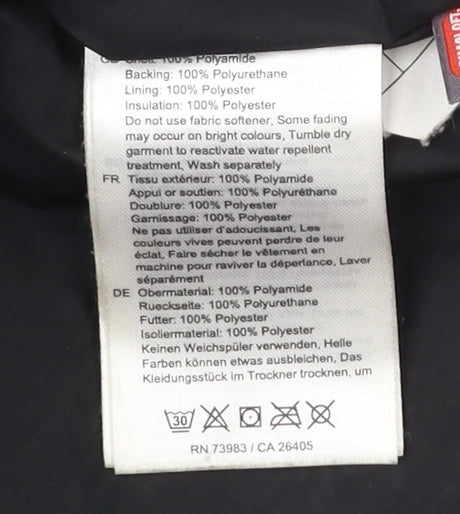 GB Shell: 100% Polyamide
Backing: 100% Polyurethane
Lining: 100% Polyester
Insulation: 100% Polyester
Do not use fabric softener, Some fading
may occur on bright colours, Tumble dry
garment to reactivate water repellent
treatment, Wash separately
FR Tissu extérieur: 100% Polyamide
Appui or soutien: 100% Polyuréthane
Doublure: 100% Polyester
Garnissage: 100% Polyester
Ne pas utiliser d'adoucissant, Les
couleurs vives peuvent perdre de leur
éclat, Faire sécher le vêtement en
machine pour raviver la déperlance, Laver
séparément
DE Obermaterial: 100% Polyamide
Rueckseite: 100% Polyurethane
Futter: 100% Polyester
Isoliermaterial: 100% Polyester
Keinen Weichspüler verwenden, Helle
Farben können etwas ausbleichen, Das
Kleidungsstück im Trockner trocknen, um
30
RN 73983 / CA 26405